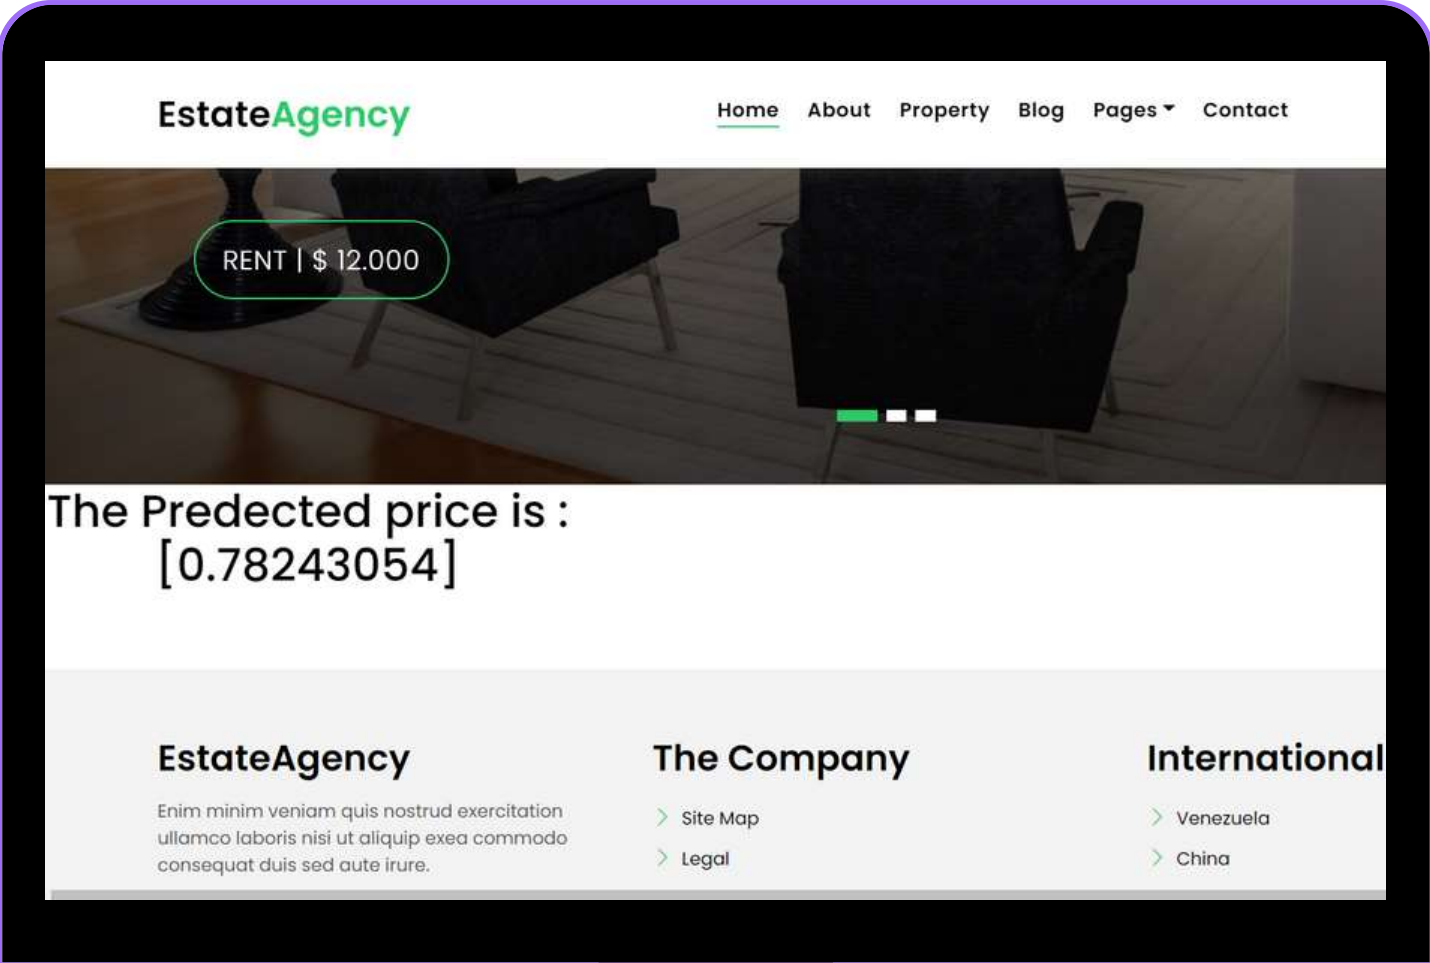 EstateAgency
Home About Property Blog Pages Contact
RENT | $ 12.000
The Predected price is :
[0.78243054]
EstateAgency
Enim minim veniam quis nostrud exercitation
ullamco laboris nisi ut aliquip exea commodo
consequat duis sed aute irure.
The Company
Site Map
Legal
International
Venezuela
China